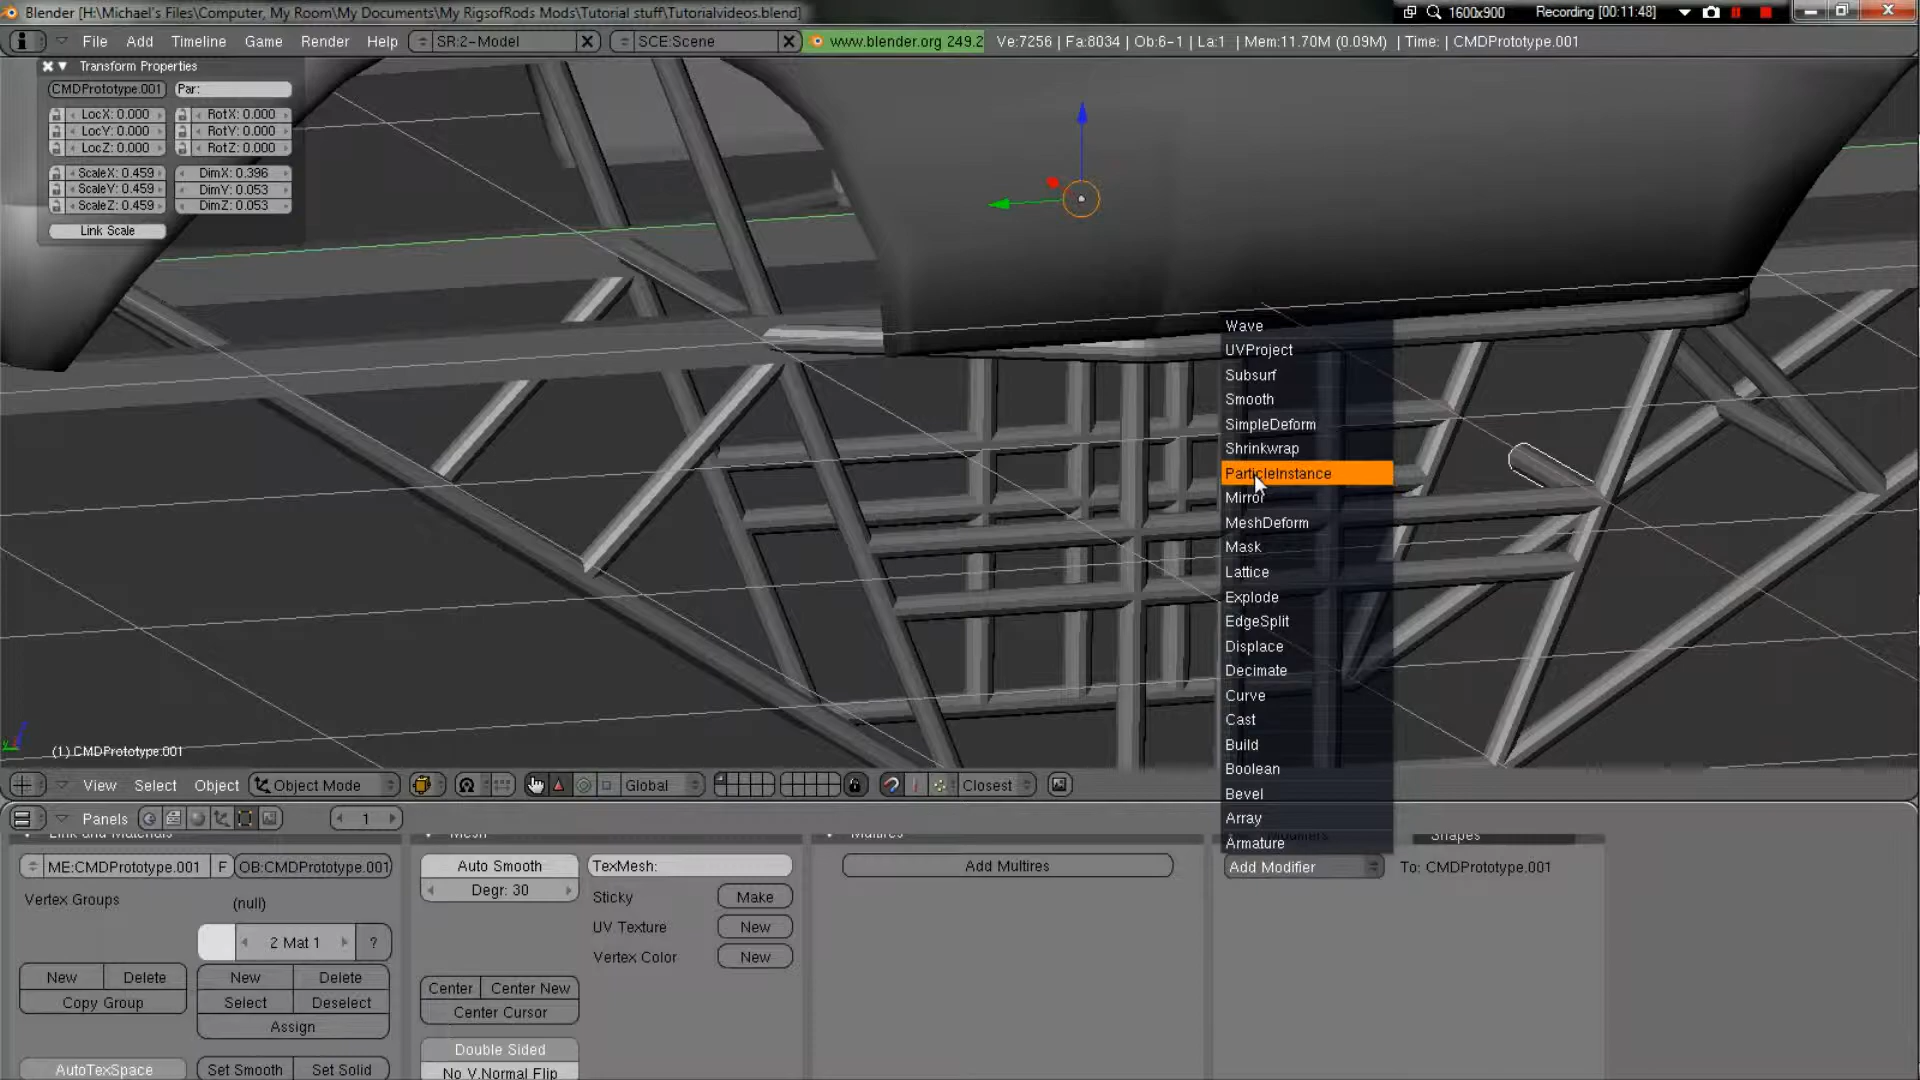 Blender [H:\Michael's Files\Computer, My Room\My Documents\My RigsofRods Mods\Tutorial stuff\Tutorialvideos.blend]
1600x900 Recording [00:11:48]
File Add Timeline Game Render Help SR:2-Model SCE:Scene www.blender.org 249.2 Ve:7256 | Fa:8034 | Ob:6-1 | La:1 | Mem:11.70M (0.09M) | Time: | CMDPrototype.001
Transform Properties
CMDPrototype.001 Par:
LocX: 0.000 RotX: 0.000
LocY: 0.000 RotY: 0.000
LocZ: 0.000 RotZ: 0.000
ScaleX: 0.459 DimX: 0.396
ScaleY: 0.459 DimY: 0.053
ScaleZ: 0.459 DimZ: 0.053
Link Scale
Wave
UVProject
Subsurf
Smooth
SimpleDeform
Shrinkwrap
ParticleInstance
Mirror
MeshDeform
Mask
Lattice
Explode
EdgeSplit
Displace
Decimate
Curve
Cast
Build
Boolean
Bevel
Array
Armature
(1) CMDPrototype.001
View Select Object Object Mode Global Closest
Panels 1
Link and Materials Mesh Multires Modifiers Shapes
ME:CMDPrototype.001 F OB:CMDPrototype.001
Vertex Groups (null)
2 Mat 1 ?
New Delete New Delete
Copy Group Select Deselect
Assign
AutoTexSpace Set Smooth Set Solid
Auto Smooth TexMesh:
Degr: 30
Sticky Make
UV Texture New
Vertex Color New
Center Center New
Center Cursor
Double Sided
No V.Normal Flip
Add Multires
Add Modifier To: CMDPrototype.001